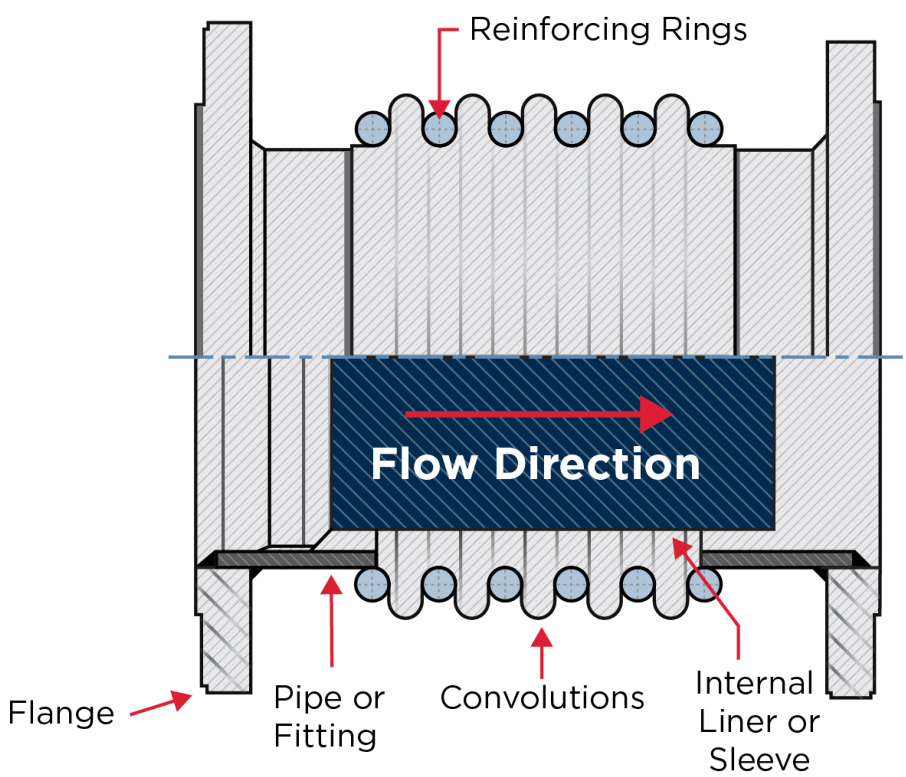 Reinforcing Rings
Flow Direction
Flange
Pipe or
Fitting
Convolutions
Internal
Liner or
Sleeve